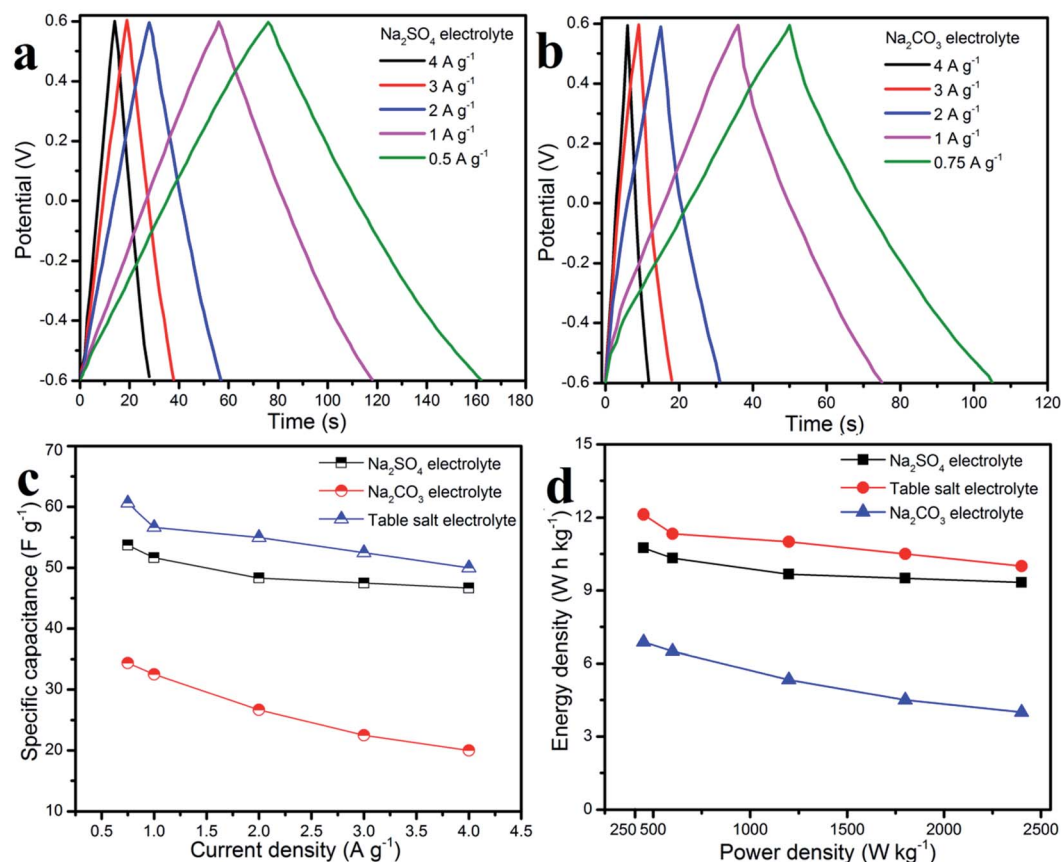 a
Na₂SO₄ electrolyte
4 A g⁻¹
3 A g⁻¹
2 A g⁻¹
1 A g⁻¹
0.5 A g⁻¹
Potential (V)
0.6
0.4
0.2
0.0
-0.2
-0.4
-0.6
0 20 40 60 80 100 120 140 160 180
Time (s)
b
Na₂CO₃ electrolyte
4 A g⁻¹
3 A g⁻¹
2 A g⁻¹
1 A g⁻¹
0.75 A g⁻¹
Potential (V)
0.6
0.4
0.2
0.0
-0.2
-0.4
-0.6
0 20 40 60 80 100 120
Time (s)
c
Na₂SO₄ electrolyte
Na₂CO₃ electrolyte
Table salt electrolyte
Specific capacitance (F g⁻¹)
70
60
50
40
30
20
10
0.5 1.0 1.5 2.0 2.5 3.0 3.5 4.0 4.5
Current density (A g⁻¹)
d
Na₂SO₄ electrolyte
Table salt electrolyte
Na₂CO₃ electrolyte
Energy density (W h kg⁻¹)
15
12
9
6
3
0
250 500 1000 1500 2000 2500
Power density (W kg⁻¹)